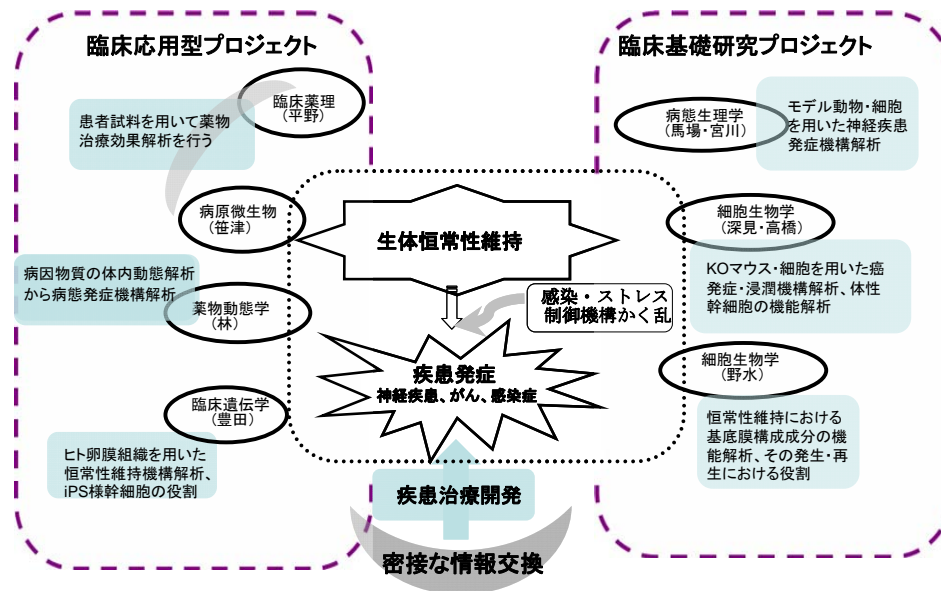 臨床応用型プロジェクト
臨床薬理
(平野)
患者試料を用いて薬物
治療効果解析を行う
病原微生物
(笹津)
病因物質の体内動態解析
から病態発症機構解析
薬物動態学
(林)
臨床遺伝学
(豊田)
ヒト卵膜組織を用いた
恒常性維持機構解析、
iPS様幹細胞の役割
生体恒常性維持
感染・ストレス
制御機構かく乱
疾患発症
神経疾患、がん、感染症
疾患治療開発
密接な情報交換
臨床基礎研究プロジェクト
病態生理学
(馬場・宮川)
モデル動物・細胞
を用いた神経疾患
発症機構解析
細胞生物学
(深見・高橋)
KOマウス・細胞を用いた癌
発症・浸潤機構解析、体性
幹細胞の機能解析
細胞生物学
(野水)
恒常性維持における
基底膜構成成分の機
能解析、その発生・再
生における役割